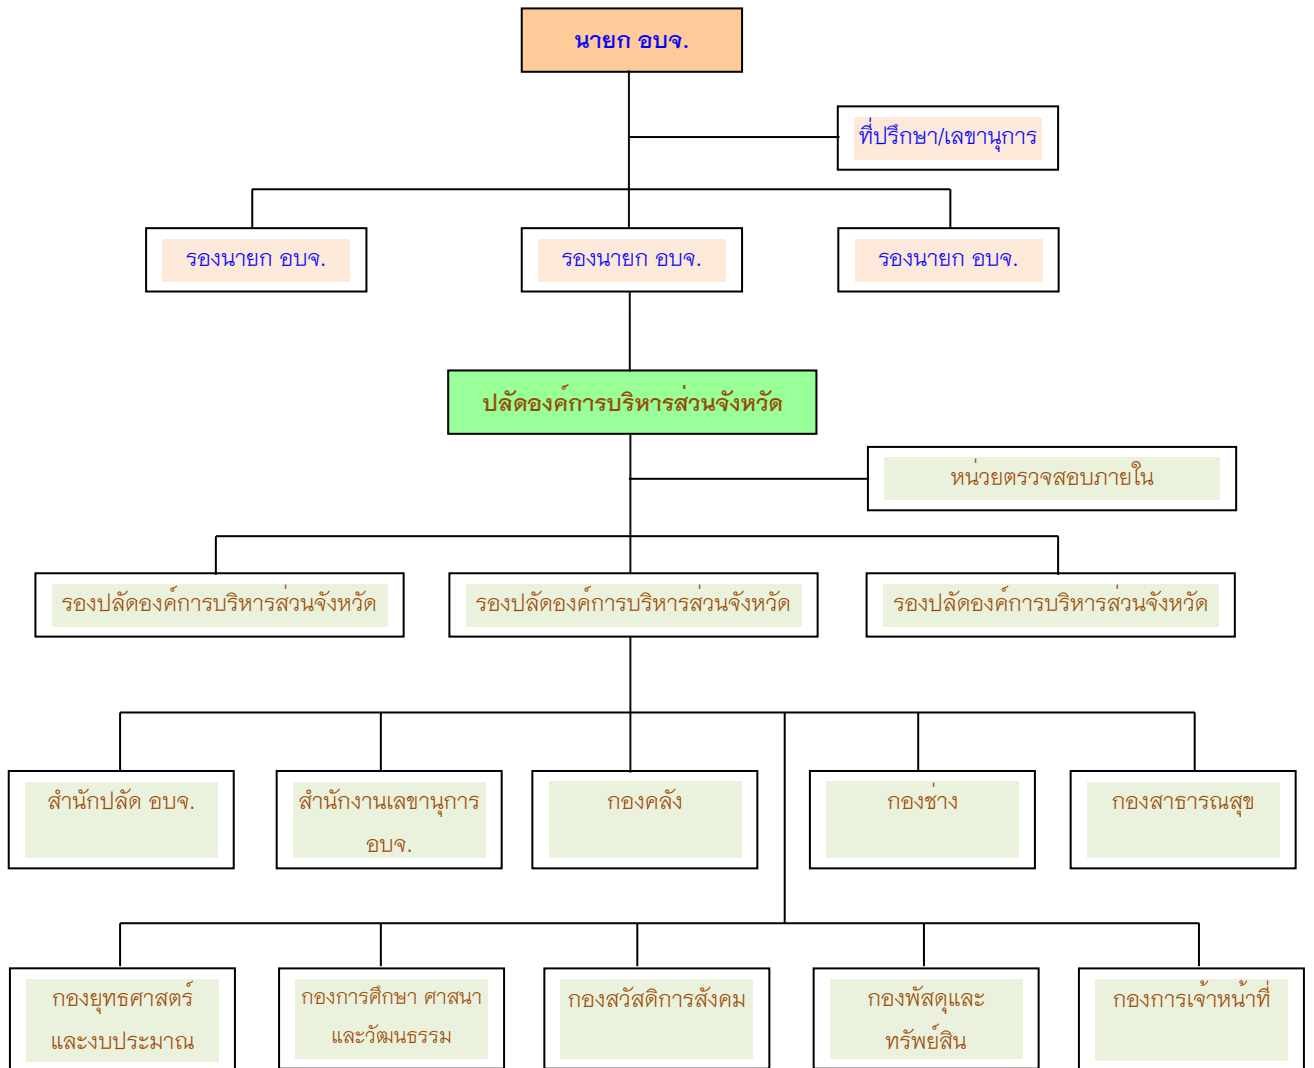 นายก อบจ.
ที่ปรึกษา/เลขานุการ
รองนายก อบจ.
รองนายก อบจ.
รองนายก อบจ.
ปลัดองค์การบริหารส่วนจังหวัด
หน่วยตรวจสอบภายใน
รองปลัดองค์การบริหารส่วนจังหวัด
รองปลัดองค์การบริหารส่วนจังหวัด
รองปลัดองค์การบริหารส่วนจังหวัด
สำนักปลัด อบจ.
สำนักงานเลขานุการ
อบจ.
กองคลัง
กองช่าง
กองสาธารณสุข
กองยุทธศาสตร์
และงบประมาณ
กองการศึกษา ศาสนา
และวัฒนธรรม
กองสวัสดิการสังคม
กองพัสดุและ
ทรัพย์สิน
กองการเจ้าหน้าที่